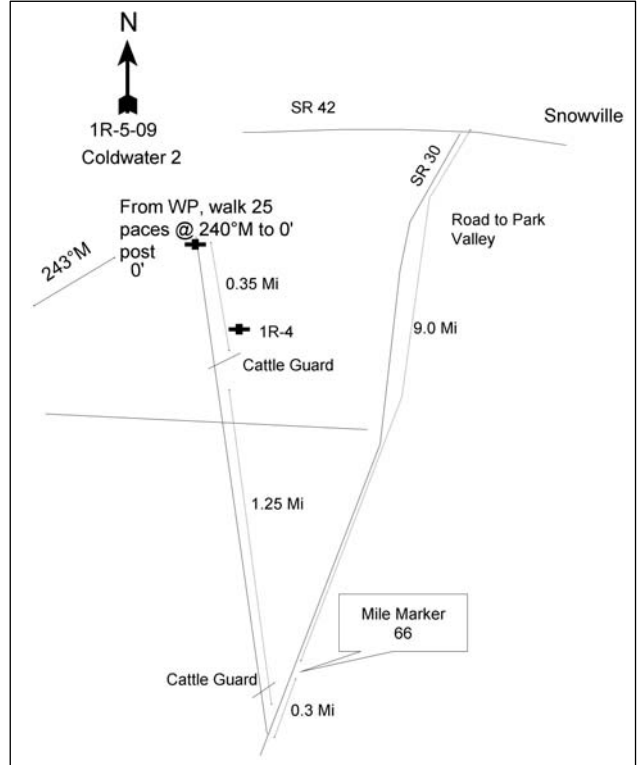 N
1R-5-09
Coldwater 2
SR 42
Snowville
SR 30
Road to Park
Valley
From WP, walk 25
paces @ 240°M to 0'
post
0'
243°M
0.35 Mi
1R-4
9.0 Mi
Cattle Guard
1.25 Mi
Mile Marker
66
Cattle Guard
0.3 Mi